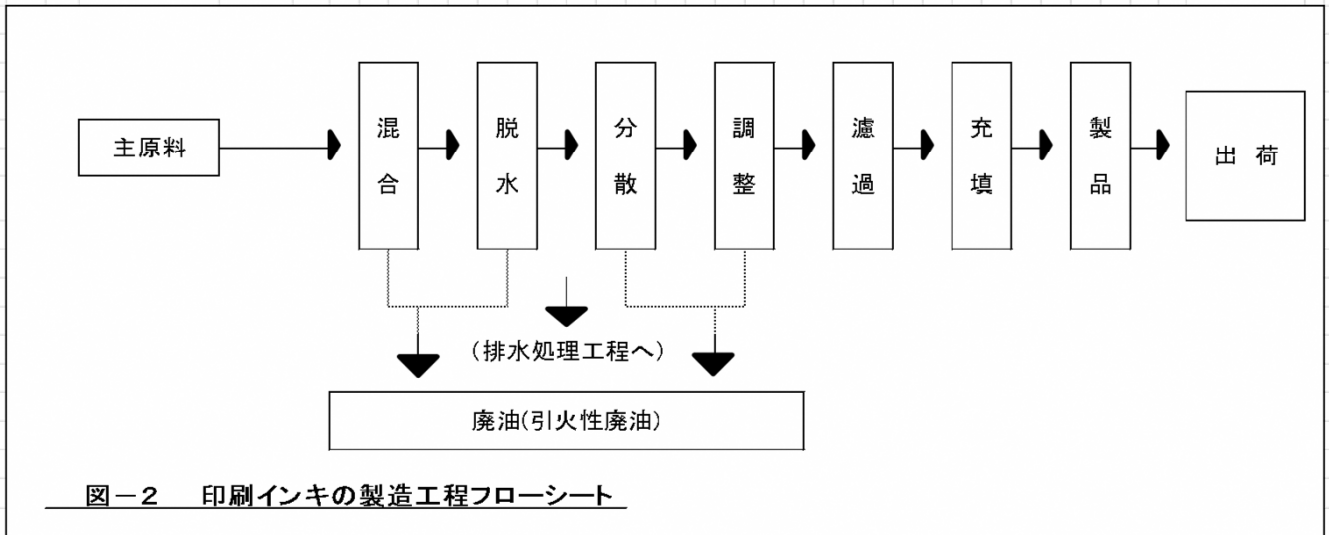 主原料
混合
脱水
分散
調整
濾過
充填
製品
出荷
(排水処理工程へ)
廃油(引火性廃油)
図－2 印刷インキの製造工程フローシート